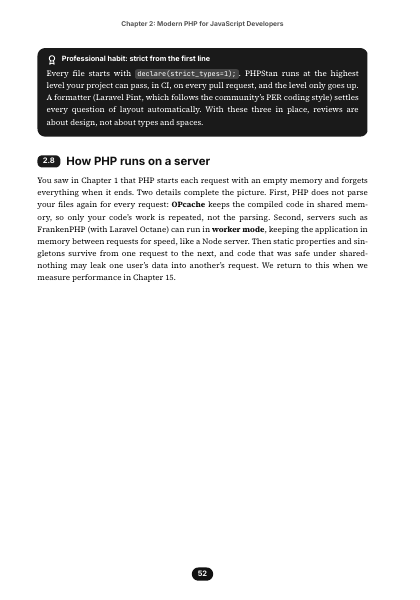 Chapter 2: Modern PHP for JavaScript Developers
Professional habit: strict from the first line
Every file starts with declare(strict_types=1);. PHPStan runs at the highest
level your project can pass, in CI, on every pull request, and the level only goes up.
A formatter (Laravel Pint, which follows the community's PER coding style) settles
every question of layout automatically. With these three in place, reviews are
about design, not about types and spaces.
2.8 How PHP runs on a server
You saw in Chapter 1 that PHP starts each request with an empty memory and forgets
everything when it ends. Two details complete the picture. First, PHP does not parse
your files again for every request: OPcache keeps the compiled code in shared mem-
ory, so only your code's work is repeated, not the parsing. Second, servers such as
FrankenPHP (with Laravel Octane) can run in worker mode, keeping the application in
memory between requests for speed, like a Node server. Then static properties and sin-
gletons survive from one request to the next, and code that was safe under shared-
nothing may leak one user's data into another's request. We return to this when we
measure performance in Chapter 15.
52